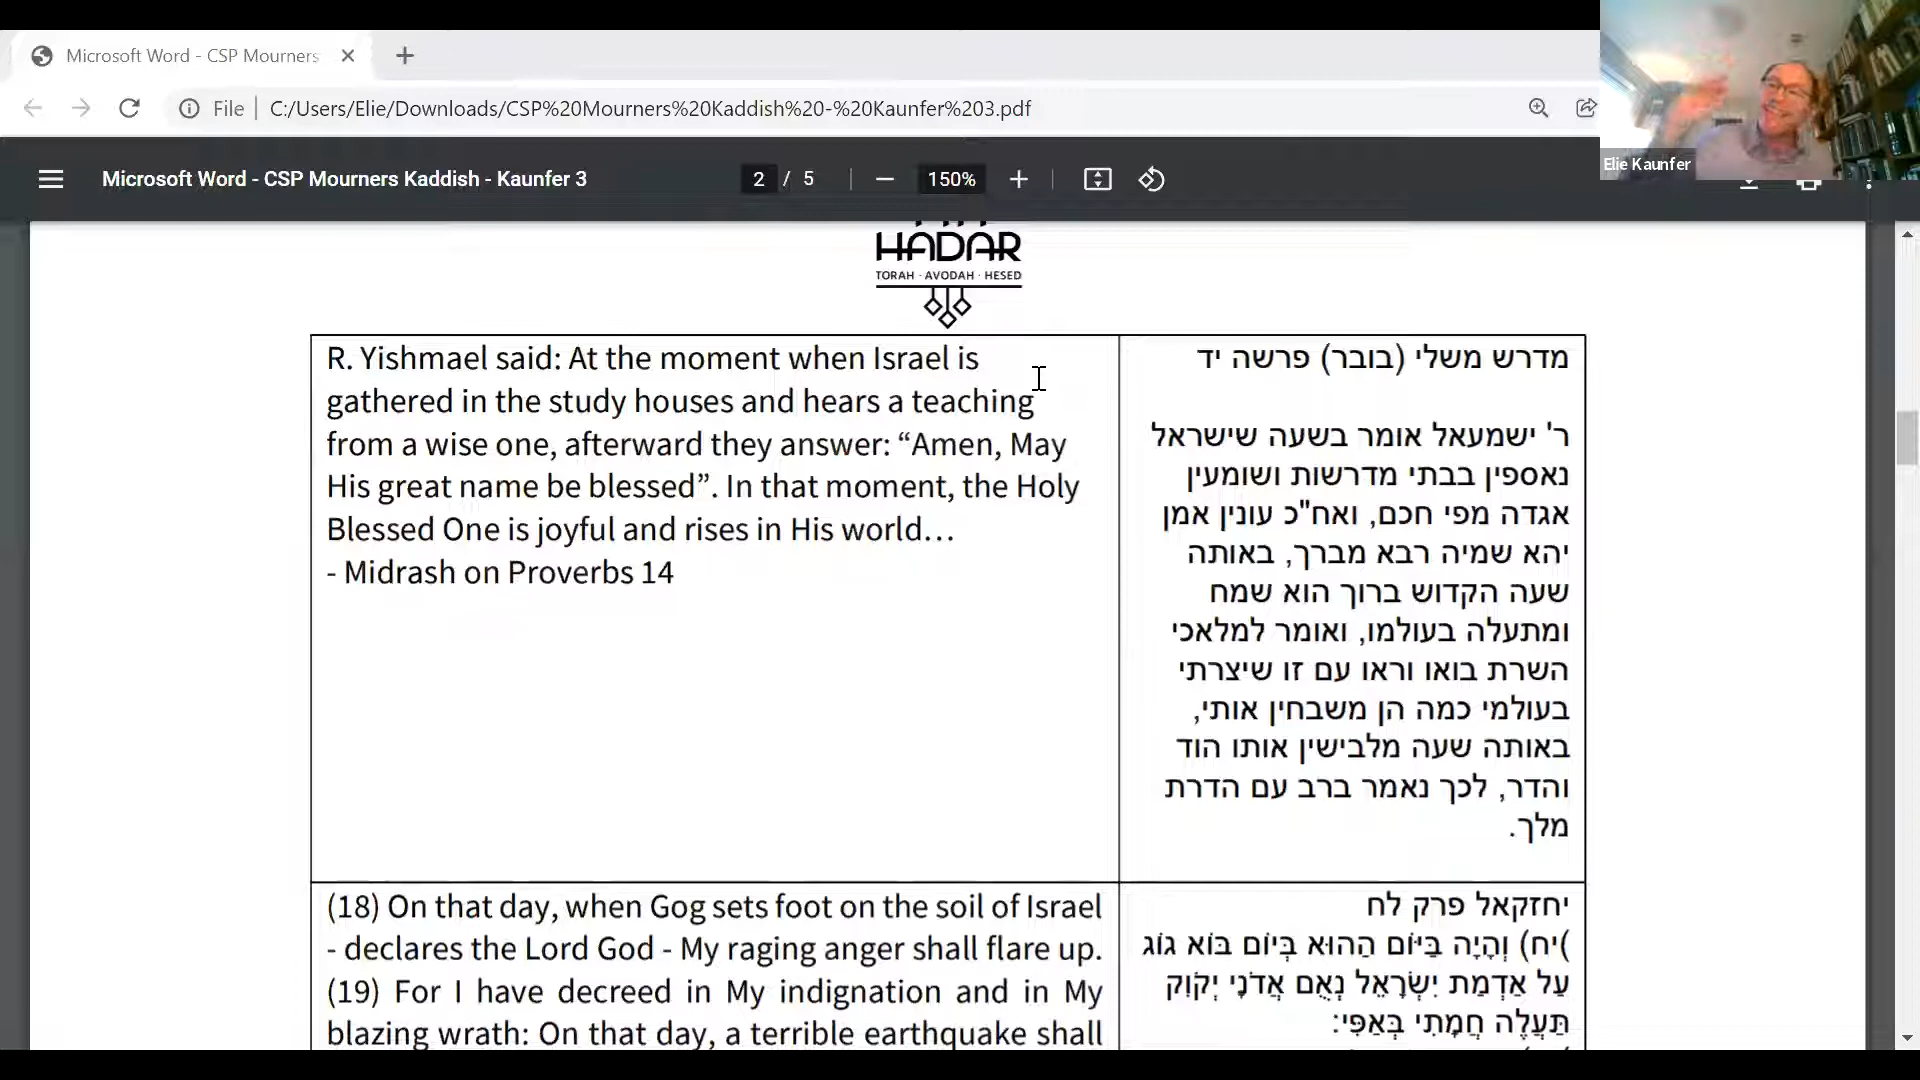 Microsoft Word - CSP Mourners
File
C:/Users/Elie/Downloads/CSP%20Mourners%20Kaddish%20-%20Kaunfer%203.pdf
Elie Kaunfer
Microsoft Word - CSP Mourners Kaddish - Kaunfer 3
2 / 5
150%
HADAR
TORAH · AVODAH · HESED
R. Yishmael said: At the moment when Israel is
gathered in the study houses and hears a teaching
from a wise one, afterward they answer: “Amen, May
His great name be blessed”. In that moment, the Holy
Blessed One is joyful and rises in His world…
- Midrash on Proverbs 14
מדרש משלי (בובר) פרשה יד
ר' ישמעאל אומר בשעה שישראל
נאספין בבתי מדרשות ושומעין
אגדה מפי חכם, ואח"כ עונין אמן
יהא שמיה רבא מברך, באותה
שעה הקדוש ברוך הוא שמח
ומתעלה בעולמו, ואומר למלאכי
השרת בואו וראו עם זו שיצרתי
בעולמי כמה הן משבחין אותי,
באותה שעה מלבישין אותו הוד
והדר, לכך נאמר ברב עם הדרת
מלך.
(18) On that day, when Gog sets foot on the soil of Israel
- declares the Lord God - My raging anger shall flare up.
(19) For I have decreed in My indignation and in My
blazing wrath: On that day, a terrible earthquake shall
יחזקאל פרק לח
(יח) וְהָיָה בַּיּוֹם הַהוּא בְּיוֹם בּוֹא גוֹג
עַל אַדְמַת יִשְׂרָאֵל נְאֻם אֲדֹנָי יְקֹוִק
תַּעֲלֶה חֲמָתִי בְּאַפִּי: